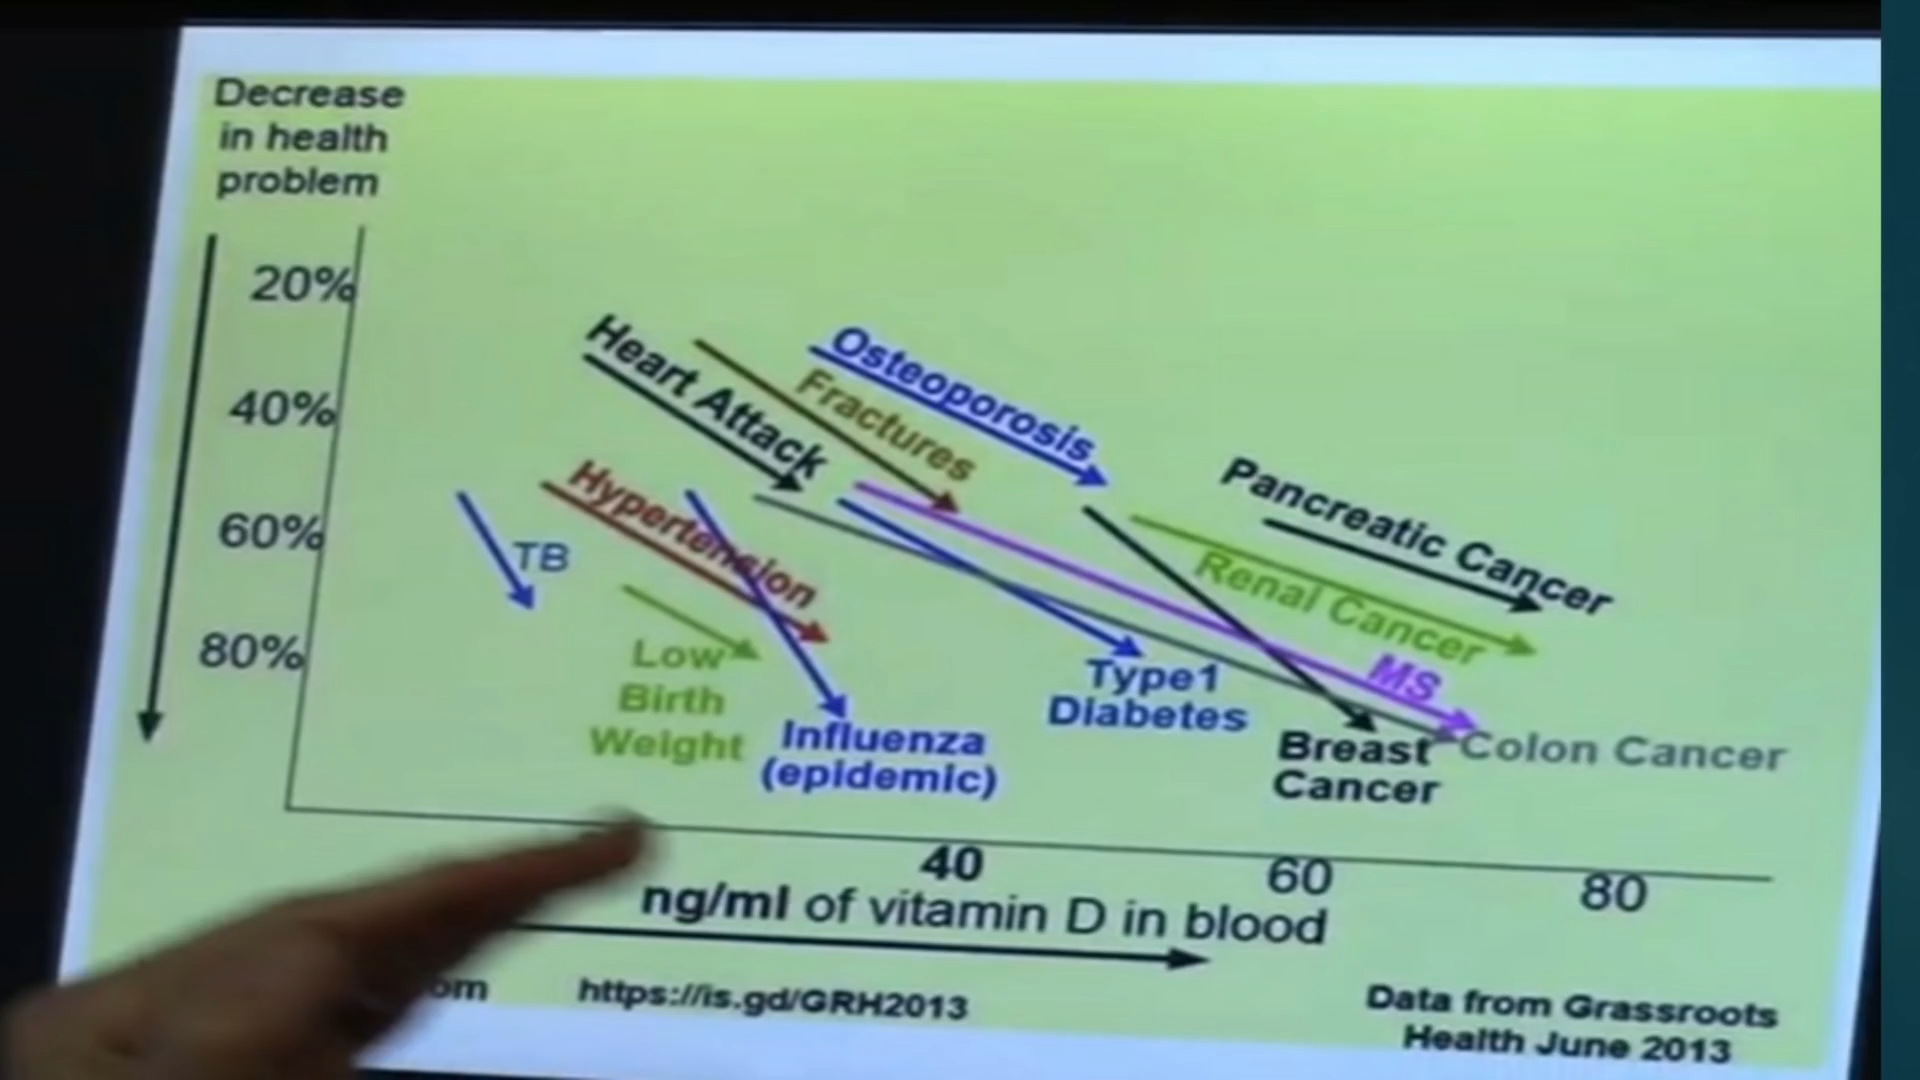 Decrease
in health
problem
20%
40%
60%
80%
Heart Attack
Fractures
Osteoporosis
Pancreatic Cancer
Hypertension
TB
Renal Cancer
Low
Birth
Weight
MS
Type1
Diabetes
Influenza
(epidemic)
Breast
Cancer
Colon Cancer
40
60
80
ng/ml of vitamin D in blood
https://is.gd/GRH2013
Data from Grassroots
Health June 2013